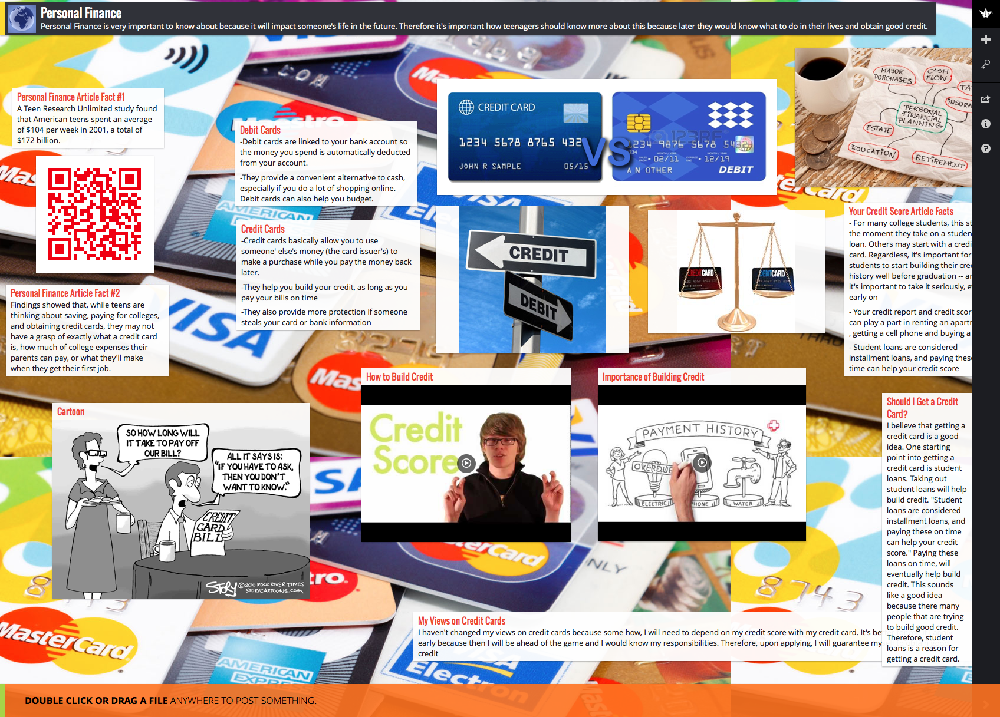 Personal Finance
Personal Finance is very important to know about because it will impact someone's life in the future. Therefore it's important how teenagers should know more about this because later they would know what to do in their lives and obtain good credit.
Personal Finance Article Fact #1
A Teen Research Unlimited study found
that American teens spent an average
of $104 per week in 2001, a total of
$172 billion.
Personal Finance Article Fact #2
Findings showed that, while teens are
thinking about saving, paying for colleges,
and obtaining credit cards, they may not
have a grasp of exactly what a credit card
is, how much of college expenses their
parents can pay, or what they'll make
when they get their first job.
Debit Cards
-Debit cards are linked to your bank account so
the money you spend is automatically deducted
from your account.
-They provide a convenient alternative to cash,
especially if you do a lot of shopping online.
Debit cards can also help you budget.
Credit Cards
-Credit cards basically allow you to use
someone' else's money (the card issuer's) to
make a purchase while you pay the money back
later.
-They help you build your credit, as long as you
pay your bills on time
-They also provide more protection if someone
steals your card or bank information
CREDIT CARD
1234 5678 8765 432
JOHN R SAMPLE 05/15
VS
1234 9876 5678 5432
02/11 12/19
A N OTHER DEBIT
CREDIT
DEBIT
CREDITCARD
DEBITCARD
MAJOR
PURCHASES
CASH
FLOW
TA
INSURA
PERSONAL
FINANCIAL
PLANNING
ESTATE
EDUCATION
RETIREMENT
Your Credit Score Article Facts
- For many college students, this st
the moment they take on a studen
loan. Others may start with a credi
card. Regardless, it's important for
students to start building their cre
history well before graduation -- ar
it's important to take it seriously, e
early on
- Your credit report and credit scor
can play a part in renting an apartr
, getting a cell phone and buying a
- Student loans are considered
installment loans, and paying thes
time can help your credit score
Cartoon
SO HOW LONG WILL
IT TAKE TO PAY OFF
OUR BILL?
ALL IT SAYS IS:
"IF YOU HAVE TO ASK,
THEN YOU DON'T
WANT TO KNOW."
CREDIT
CARD
BILL
STORY ©2010 ROCK RIVER TIMES
STORYCARTOONS.COM
How to Build Credit
Credit
Score
Importance of Building Credit
PAYMENT HISTORY
OVERDUE
ELECTRIC
PHONE
WATER
Should I Get a Credit
Card?
I believe that getting a
credit card is a good
idea. One starting
point into getting a
credit card is student
loans. Taking out
student loans will help
build credit. "Student
loans are considered
installment loans, and
paying these on time
can help your credit
score." Paying these
loans on time, will
eventually help build
credit. This sounds
like a good idea
because there many
people that are trying
to build good credit.
Therefore, student
loans is a reason for
getting a credit card.
My Views on Credit Cards
I haven't changed my views on credit cards because some how, I will need to depend on my credit score with my credit card. It's be
early because then I will be ahead of the game and I would know my responsibilities. Therefore, upon applying, I will guarantee my
credit
MasterCard
AMERICAN
EXPRESS
VISA
Maestro
Electron
8743
DOUBLE CLICK OR DRAG A FILE ANYWHERE TO POST SOMETHING.